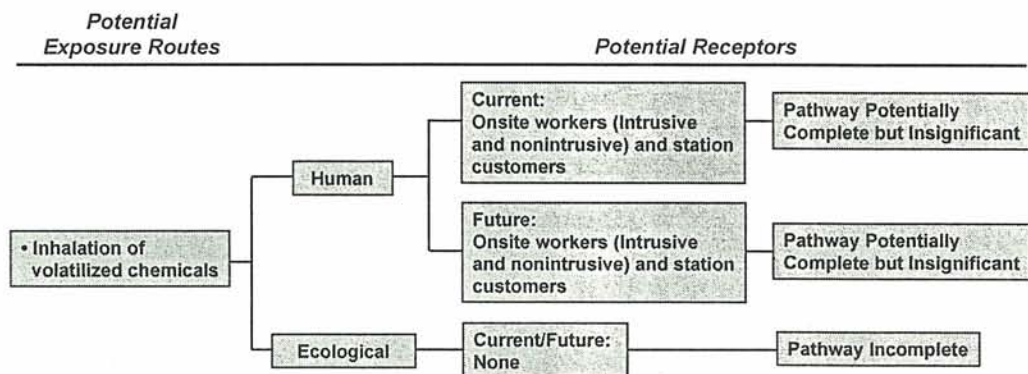 Potential
Exposure Routes
Potential Receptors
Current:
Onsite workers (Intrusive
and nonintrusive) and station
customers
Pathway Potentially
Complete but Insignificant
Human
Future:
Onsite workers (Intrusive
and nonintrusive) and station
customers
Pathway Potentially
Complete but Insignificant
• Inhalation of
volatilized chemicals
Ecological
Current/Future:
None
Pathway Incomplete